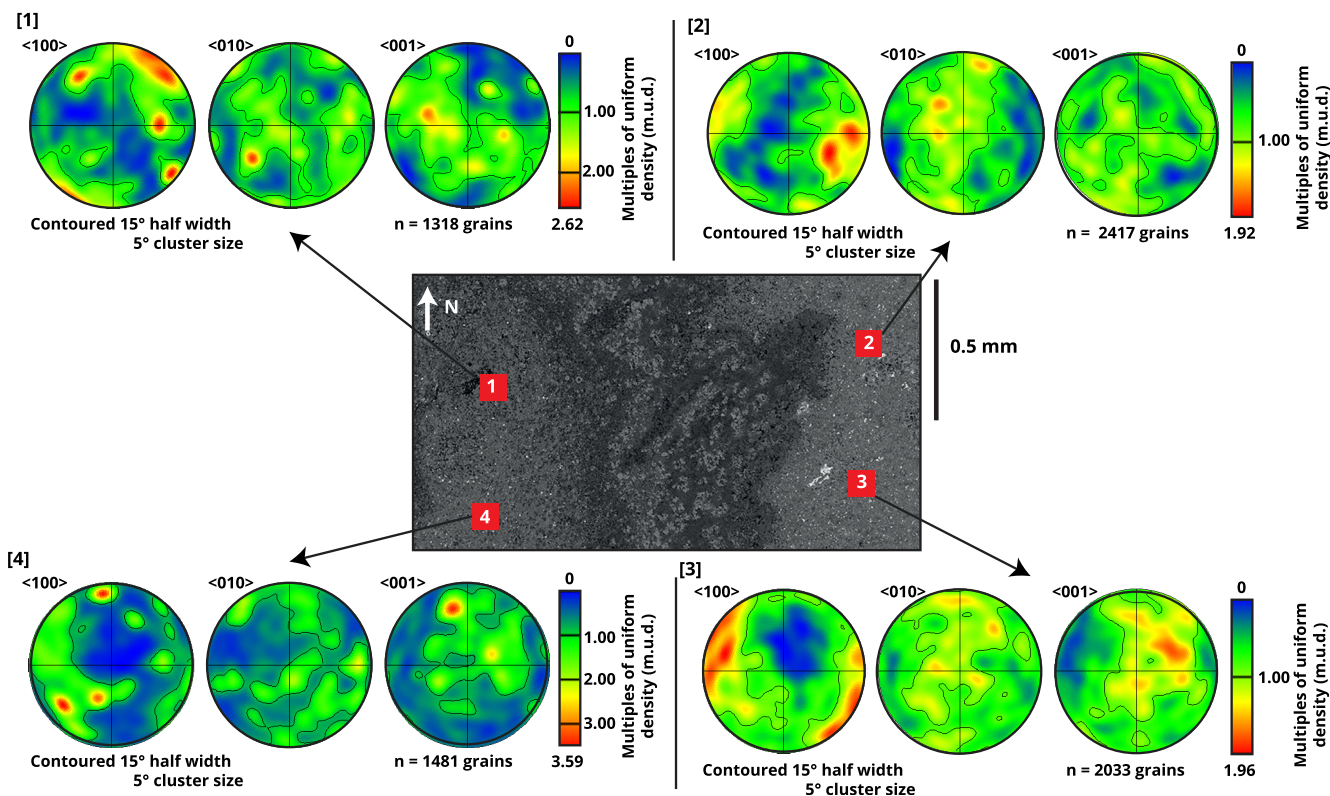 [1]
<100>
<010>
<001>
0
1.00
2.00
2.62
Multiples of uniform
density (m.u.d.)
Contoured 15° half width
5° cluster size
n = 1318 grains
[2]
<100>
<010>
<001>
0
1.00
1.92
Multiples of uniform
density (m.u.d.)
Contoured 15° half width
5° cluster size
n = 2417 grains
N
1
2
3
4
0.5 mm
[4]
<100>
<010>
<001>
0
1.00
2.00
3.00
3.59
Multiples of uniform
density (m.u.d.)
Contoured 15° half width
5° cluster size
n = 1481 grains
[3]
<100>
<010>
<001>
0
1.00
1.96
Multiples of uniform
density (m.u.d.)
Contoured 15° half width
5° cluster size
n = 2033 grains